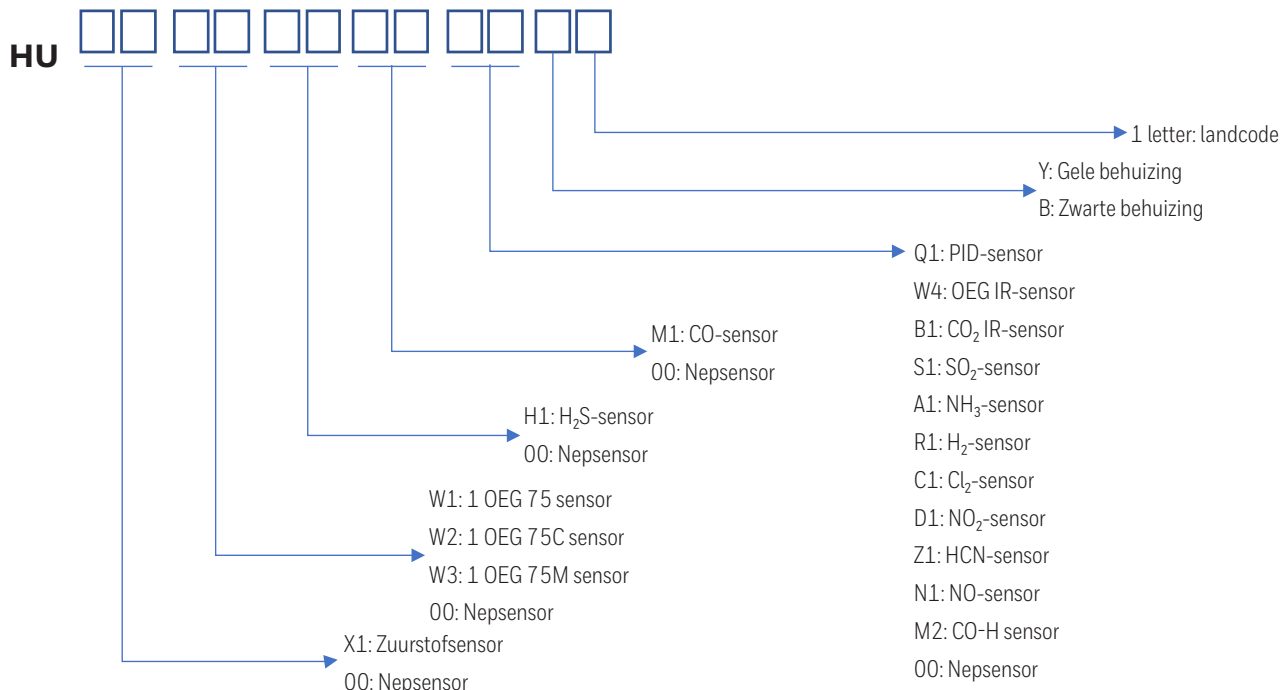 HU
1 letter: landcode
Y: Gele behuizing
B: Zwarte behuizing
Q1: PID-sensor
W4: OEG IR-sensor
B1: CO₂ IR-sensor
S1: SO₂-sensor
A1: NH₃-sensor
R1: H₂-sensor
C1: Cl₂-sensor
D1: NO₂-sensor
Z1: HCN-sensor
N1: NO-sensor
M2: CO-H sensor
00: Nepsensor
M1: CO-sensor
00: Nepsensor
H1: H₂S-sensor
00: Nepsensor
W1: 1 OEG 75 sensor
W2: 1 OEG 75C sensor
W3: 1 OEG 75M sensor
00: Nepsensor
X1: Zuurstofsensor
00: Nepsensor